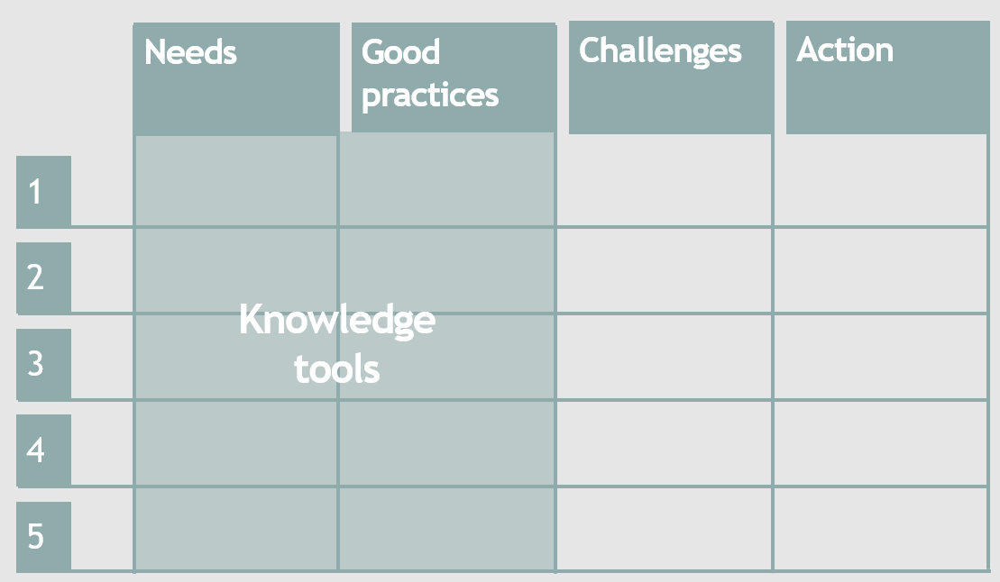 Needs
Good
practices
Challenges
Action
1
2
Knowledge
tools
3
4
5